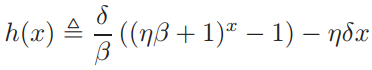 h(x) ≜ δ/β ((ηβ + 1)ˣ − 1) − ηδx